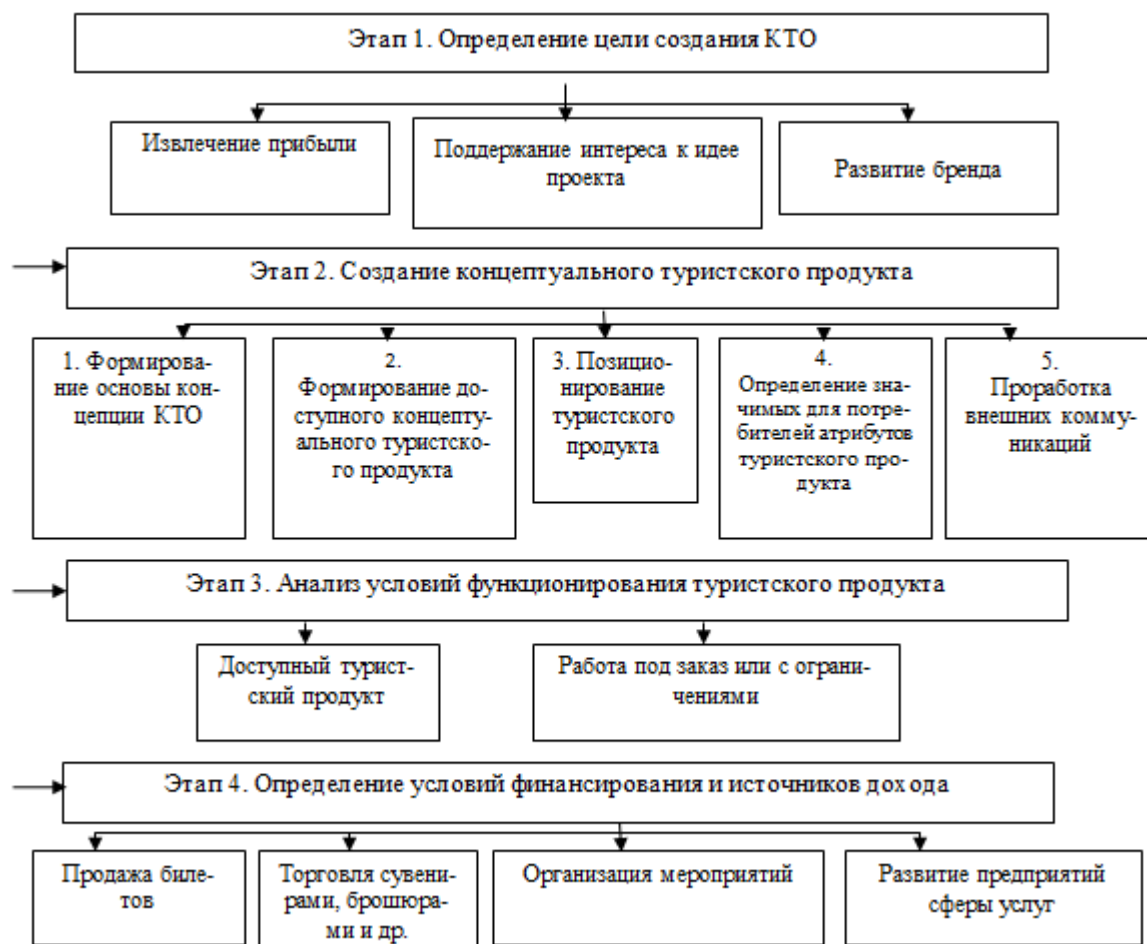 Этап 1. Определение цели создания КТО
Извлечение прибыли
Поддержание интереса к идее
проекта
Развитие бренда
Этап 2. Создание концептуального туристского продукта
1. Формирова-
ние основы кон-
цепции КТО
2.
Формирование до-
ступного концепту-
ального туристско-
го продукта
3. Позицио-
нирование
туристского
продукта
4.
Определение зна-
чимых для потре-
бителей атрибутов
туристского про-
дукта
5.
Проработка
внешних комму-
никаций
Этап 3. Анализ условий функционирования туристского продукта
Доступный турист-
ский продукт
Работа под заказ или с ограни-
чениями
Этап 4. Определение условий финансирования и источников дохода
Продажа биле-
тов
Торговля сувени-
рами, брошюра-
ми и др.
Организация мероприятий
Развитие предприятий
сферы услуг